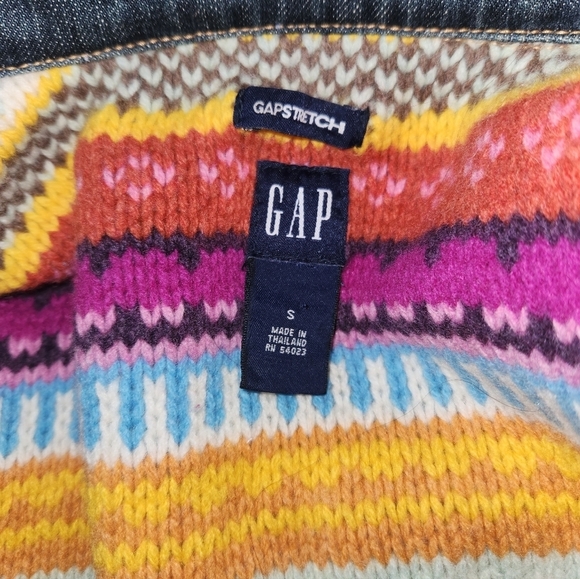 GAPSTRETCH
GAP
S
MADE IN
THAILAND
RN 54023